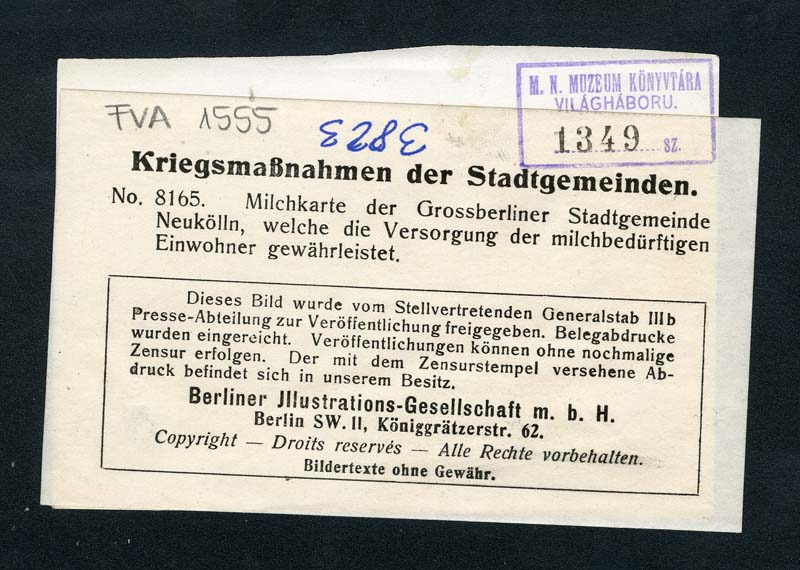 M. N. MUZEUM KÖNYVTÁRA
VILÁGHÁBORU.
1349 SZ.
FVA 1555
3283
Kriegsmaßnahmen der Stadtgemeinden.
No. 8165. Milchkarte der Grossberliner Stadtgemeinde
Neukölln, welche die Versorgung der milchbedürftigen
Einwohner gewährleistet.
Dieses Bild wurde vom Stellvertretenden Generalstab IIIb
Presse-Abteilung zur Veröffentlichung freigegeben. Belegabdrucke
wurden eingereicht. Veröffentlichungen können ohne nochmalige
Zensur erfolgen. Der mit dem Zensurstempel versehene Ab-
druck befindet sich in unserem Besitz.
Berliner Jllustrations-Gesellschaft m. b. H.
Berlin SW. 11, Königgrätzerstr. 62.
Copyright — Droits reservés — Alle Rechte vorbehalten.
Bildertexte ohne Gewähr.